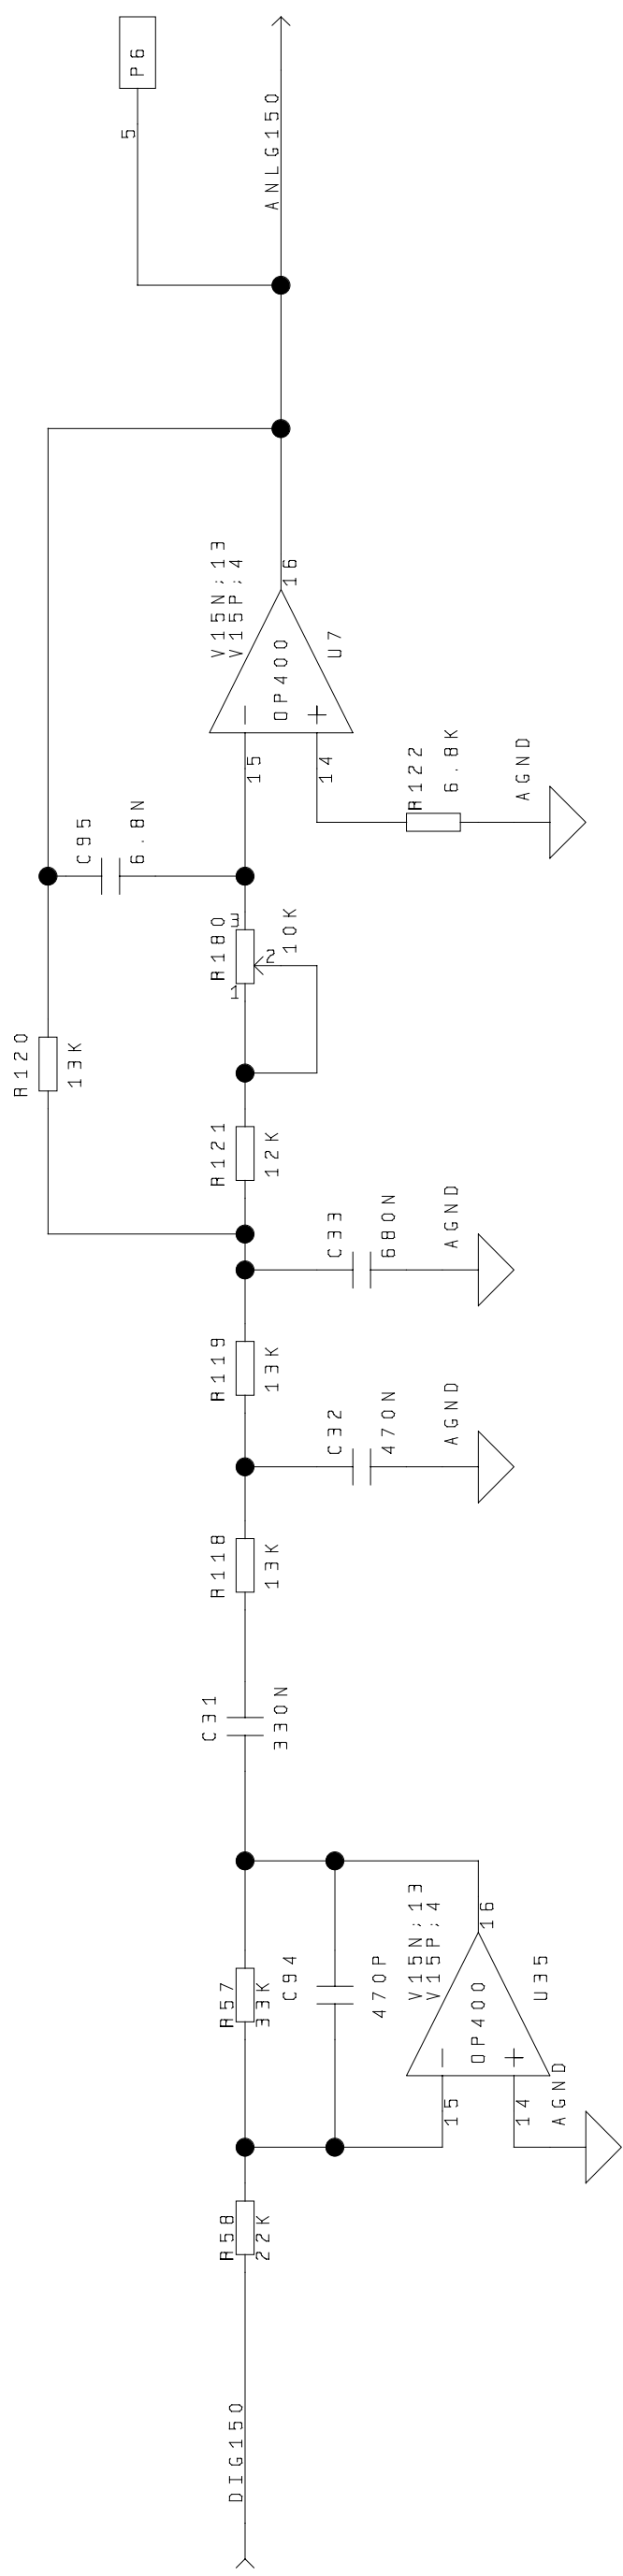 DIG150
R58
22K
R57
33K
C94
470P
V15N;13
V15P;4
15
14
16
OP400
U35
AGND
C31
330N
R118
13K
C32
470N
AGND
R119
13K
C33
680N
AGND
R121
12K
R120
13K
R180
10K
1
2
3
C95
6.8N
V15N;13
V15P;4
15
14
16
OP400
U7
R122
6.8K
AGND
5
P6
ANLG150